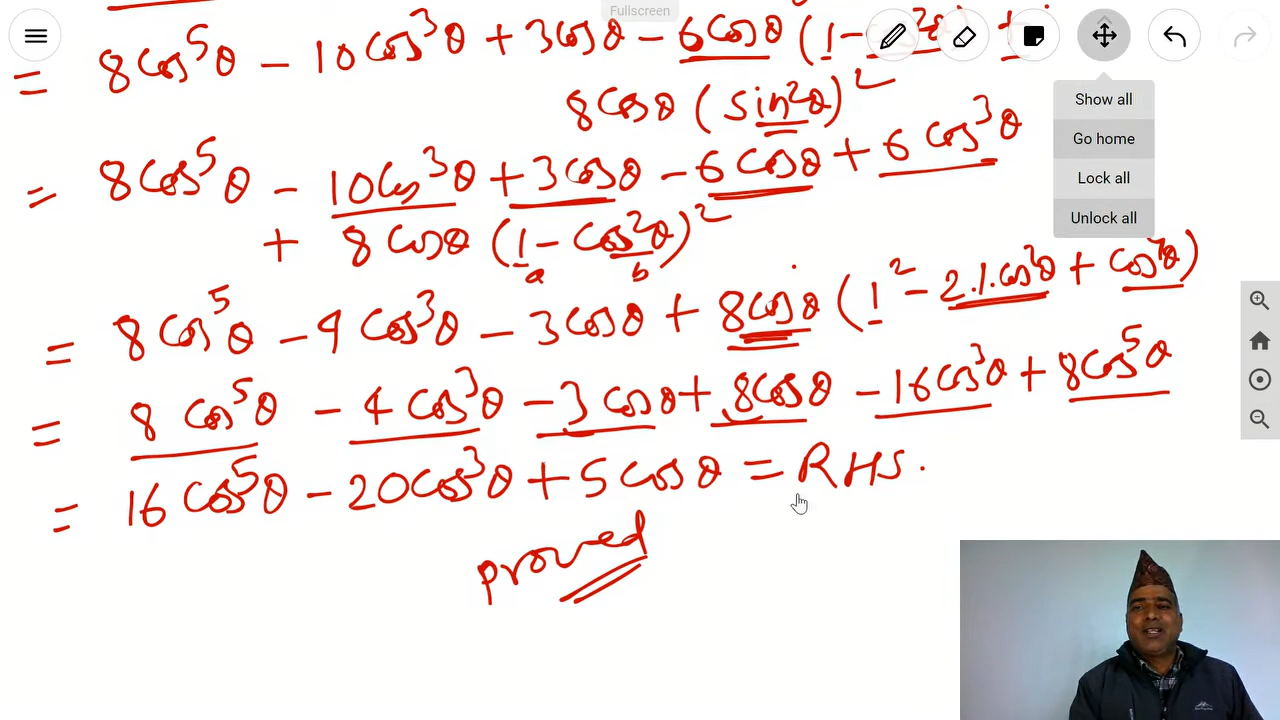 Fullscreen
= 8cos⁵θ - 10cos³θ + 3cosθ - 6cosθ (1-
8cosθ (sin²θ)²
Show all
Go home
Lock all
Unlock all
= 8cos⁵θ - 10cos³θ + 3cosθ - 6cosθ + 6cos³θ
+ 8cosθ (1 - cos²θ)²
a b
= 8cos⁵θ - 4cos³θ - 3cosθ + 8cosθ (1² - 2.1.cos²θ + cos⁴θ)
= 8cos⁵θ - 4cos³θ - 3cosθ + 8cosθ - 16cos³θ + 8cos⁵θ
= 16cos⁵θ - 20cos³θ + 5cosθ = RHS.
proved